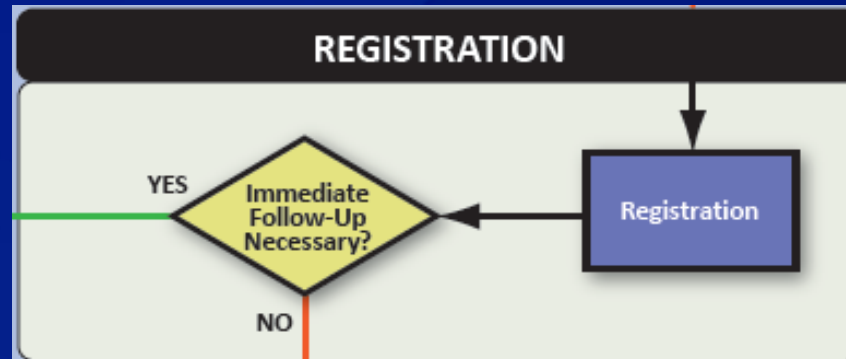 REGISTRATION
YES
Immediate
Follow-Up
Necessary?
Registration
NO